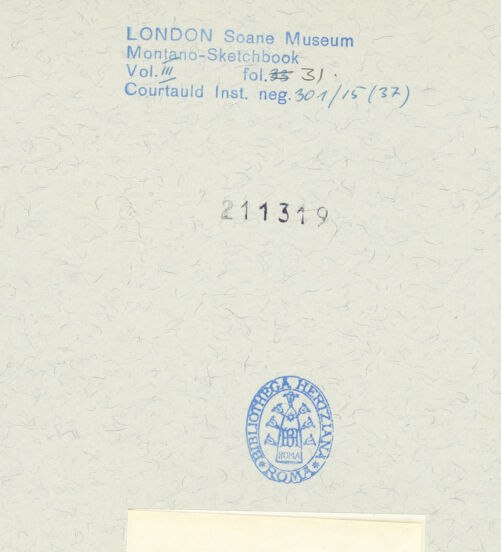 LONDON Soane Museum
Montano-Sketchbook
Vol. III fol. 35 31.
Courtauld Inst. neg. 301/15 (37)
211319
BIBLIOTHECA HERTZIANA
ROMA
ROMA